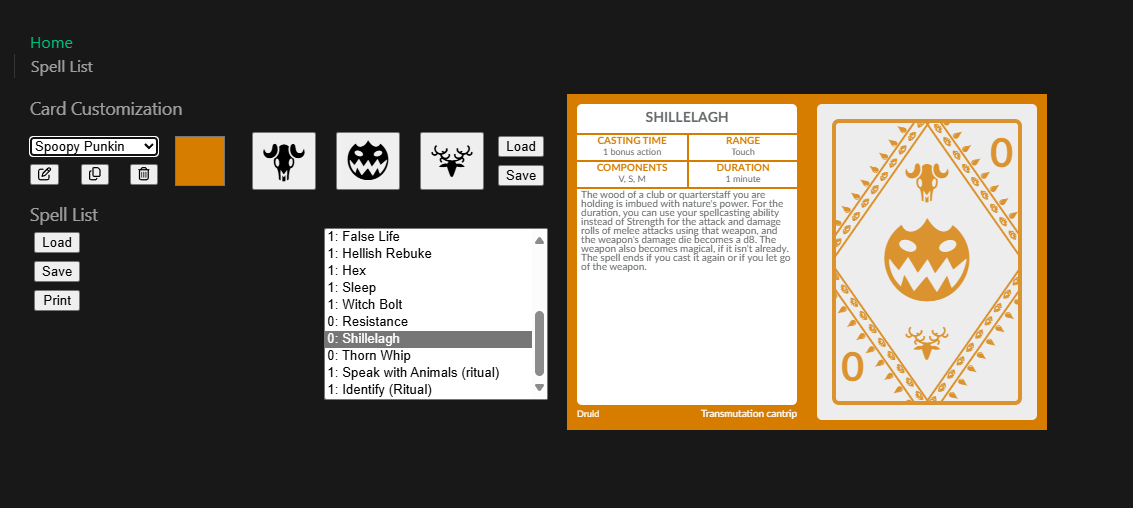 Home
Spell List
Card Customization
Spoopy Punkin
Load
Save
Spell List
Load
Save
Print
1: False Life
1: Hellish Rebuke
1: Hex
1: Sleep
1: Witch Bolt
0: Resistance
0: Shillelagh
0: Thorn Whip
1: Speak with Animals (ritual)
1: Identify (Ritual)
SHILLELAGH
CASTING TIME
1 bonus action
RANGE
Touch
COMPONENTS
V, S, M
DURATION
1 minute
The wood of a club or quarterstaff you are
holding is imbued with nature's power. For the
duration, you can use your spellcasting ability
instead of Strength for the attack and damage
rolls of melee attacks using that weapon, and
the weapon's damage die becomes a d8. The
weapon also becomes magical, if it isn't already.
The spell ends if you cast it again or if you let go
of the weapon.
Druid
Transmutation cantrip
0
0